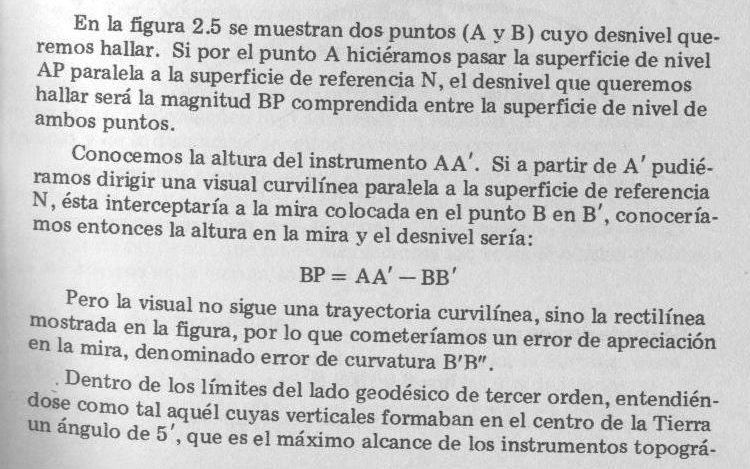 En la figura 2.5 se muestran dos puntos (A y B) cuyo desnivel que-
remos hallar. Si por el punto A hiciéramos pasar la superficie de nivel
AP paralela a la superficie de referencia N, el desnivel que queremos
hallar será la magnitud BP comprendida entre la superficie de nivel de
ambos puntos.
Conocemos la altura del instrumento AA′. Si a partir de A′ pudié-
ramos dirigir una visual curvilínea paralela a la superficie de referencia
N, ésta interceptaría a la mira colocada en el punto B en B′, conocería-
mos entonces la altura en la mira y el desnivel sería:
BP = AA′ — BB′
Pero la visual no sigue una trayectoria curvilínea, sino la rectilínea
mostrada en la figura, por lo que cometeríamos un error de apreciación
en la mira, denominado error de curvatura B′B″.
Dentro de los límites del lado geodésico de tercer orden, entendién-
dose como tal aquél cuyas verticales formaban en el centro de la Tierra
un ángulo de 5′, que es el máximo alcance de los instrumentos topográ-